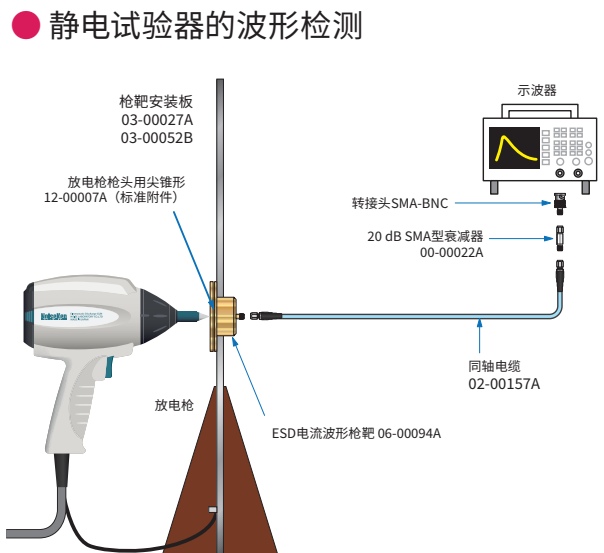 静电试验器的波形检测
示波器
枪靶安装板
03-00027A
03-00052B
放电枪枪头用尖锥形
12-00007A（标准附件）
转接头SMA-BNC
20 dB SMA型衰减器
00-00022A
NoiseKen
同轴电缆
02-00157A
放电枪
ESD电流波形枪靶 06-00094A